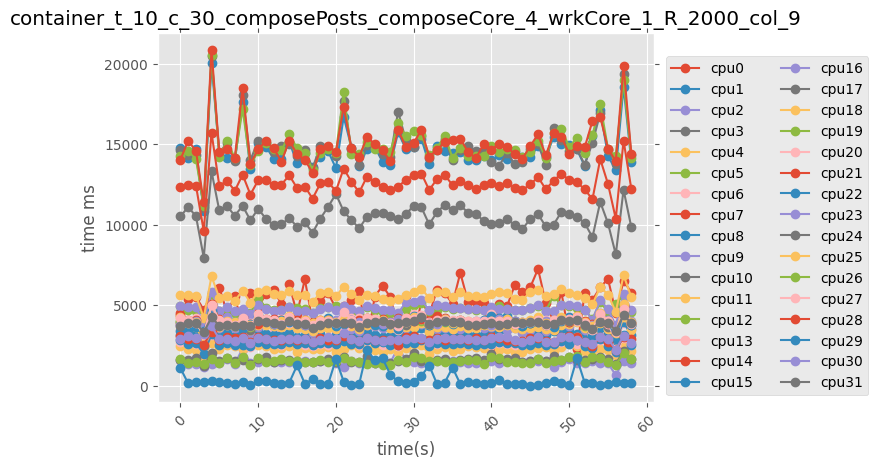 container_t_10_c_30_composePosts_composeCore_4_wrkCore_1_R_2000_col_9
time ms
20000
15000
10000
5000
0
0
10
20
30
40
50
60
time(s)
cpu0
cpu1
cpu2
cpu3
cpu4
cpu5
cpu6
cpu7
cpu8
cpu9
cpu10
cpu11
cpu12
cpu13
cpu14
cpu15
cpu16
cpu17
cpu18
cpu19
cpu20
cpu21
cpu22
cpu23
cpu24
cpu25
cpu26
cpu27
cpu28
cpu29
cpu30
cpu31